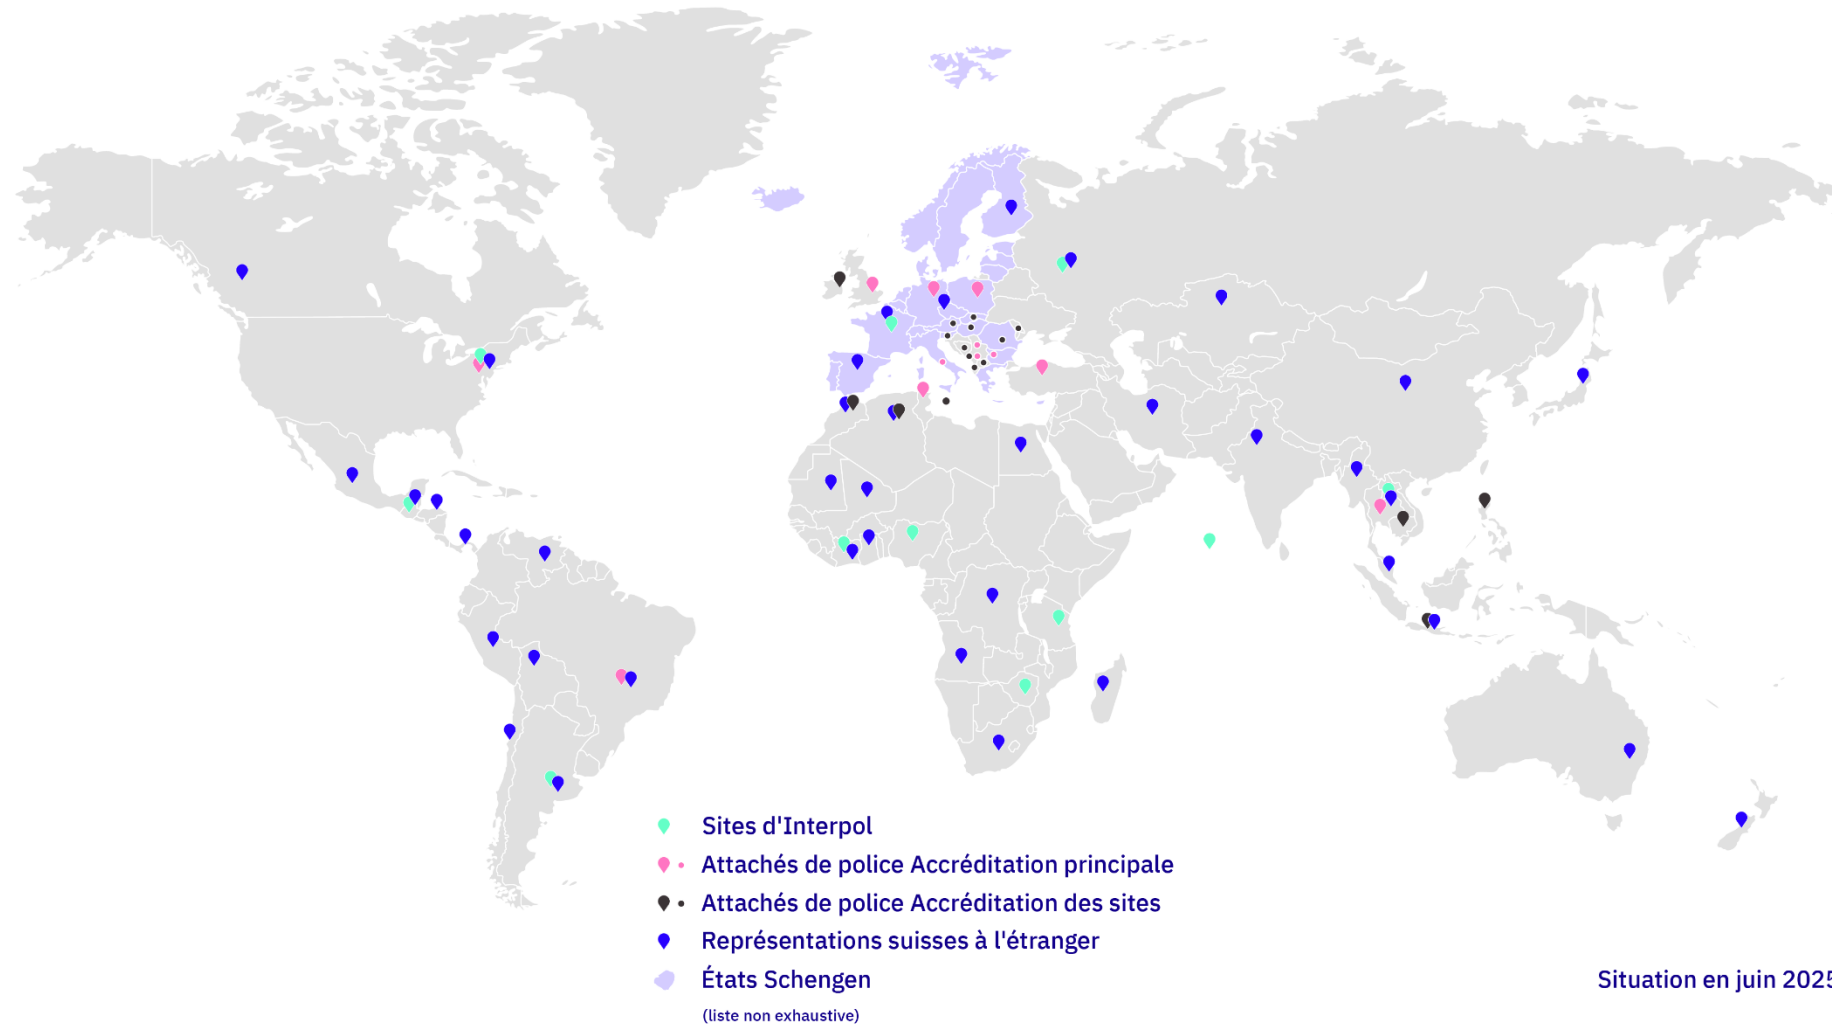 Sites d'Interpol
Attachés de police Accréditation principale
Attachés de police Accréditation des sites
Représentations suisses à l'étranger
États Schengen
(liste non exhaustive)
Situation en juin 2025